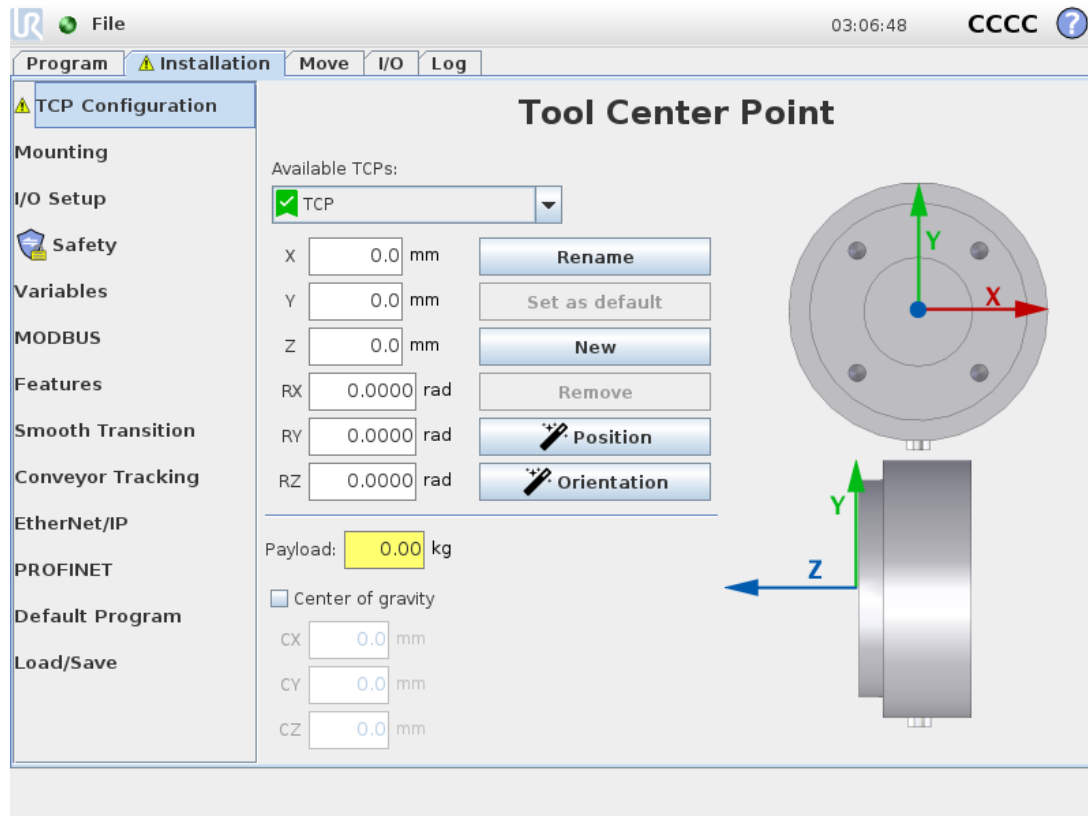 UR File 03:06:48 CCCC ?
Program Installation Move I/O Log
TCP Configuration
Mounting
I/O Setup
Safety
Variables
MODBUS
Features
Smooth Transition
Conveyor Tracking
EtherNet/IP
PROFINET
Default Program
Load/Save
Tool Center Point
Available TCPs:
TCP
X 0.0 mm Rename
Y 0.0 mm Set as default
Z 0.0 mm New
RX 0.0000 rad Remove
RY 0.0000 rad Position
RZ 0.0000 rad Orientation
Payload: 0.00 kg
Center of gravity
CX 0.0 mm
CY 0.0 mm
CZ 0.0 mm
Y
X
Y
Z